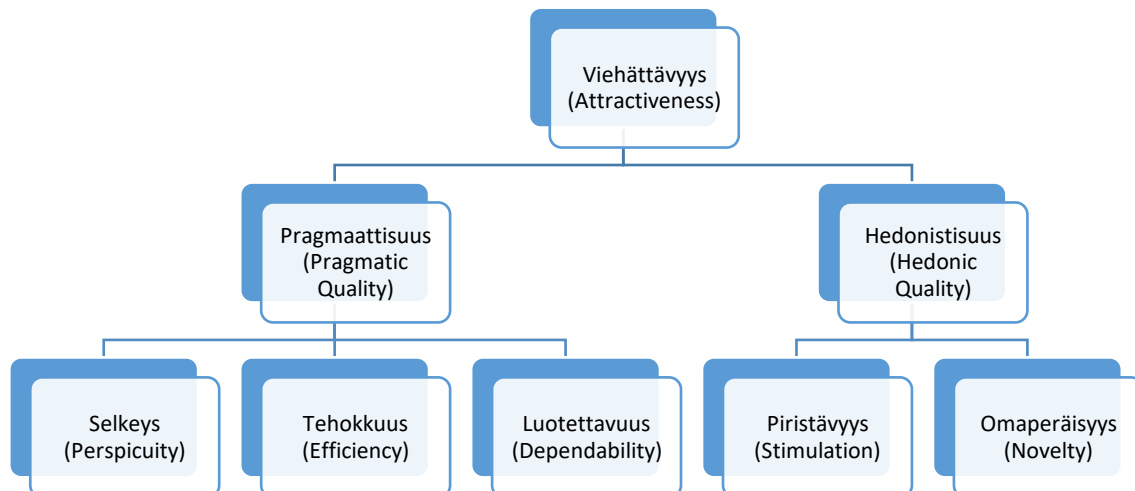 Viehättävyys
(Attractiveness)
Pragmaattisuus
(Pragmatic
Quality)
Hedonistisuus
(Hedonic
Quality)
Selkeys
(Perspicuity)
Tehokkuus
(Efficiency)
Luotettavuus
(Dependability)
Piristävyys
(Stimulation)
Omaperäisyys
(Novelty)